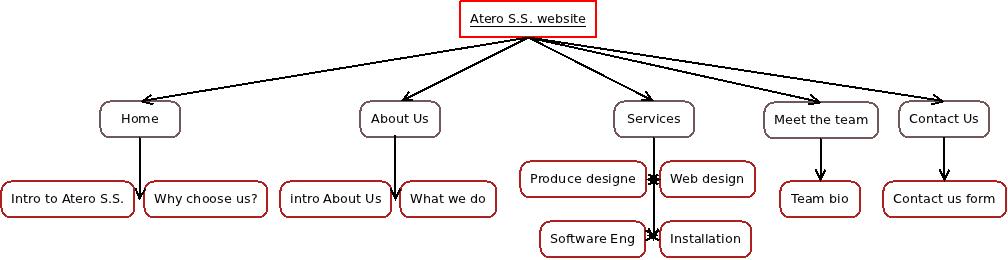 Atero S.S. website
Home
About Us
Services
Meet the team
Contact Us
Produce designe
Web design
Intro to Atero S.S.
Why choose us?
intro About Us
What we do
Team bio
Contact us form
Software Eng
Installation